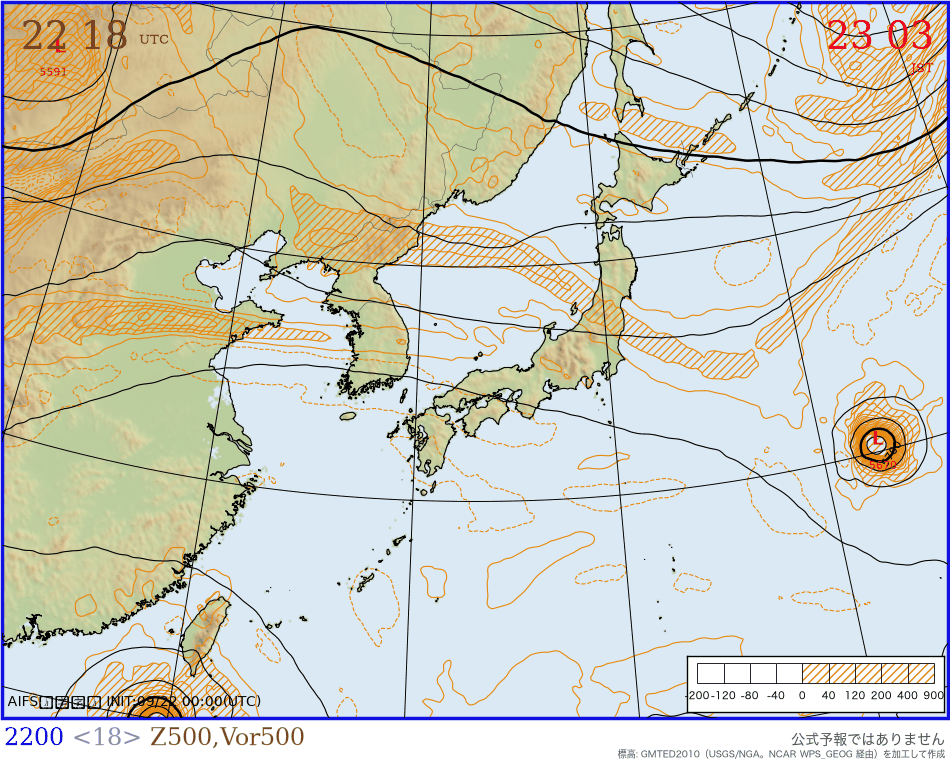 22 18 UTC
23 03
JST
L
5591
L
AIFS INIT:09/22 00:00(UTC)
-200 -120 -80 -40 0 40 120 200 400 900
2200 <18> Z500,Vor500
公式予報ではありません
標高: GMTED2010（USGS/NGA。NCAR WPS_GEOG 経由）を加工して作成